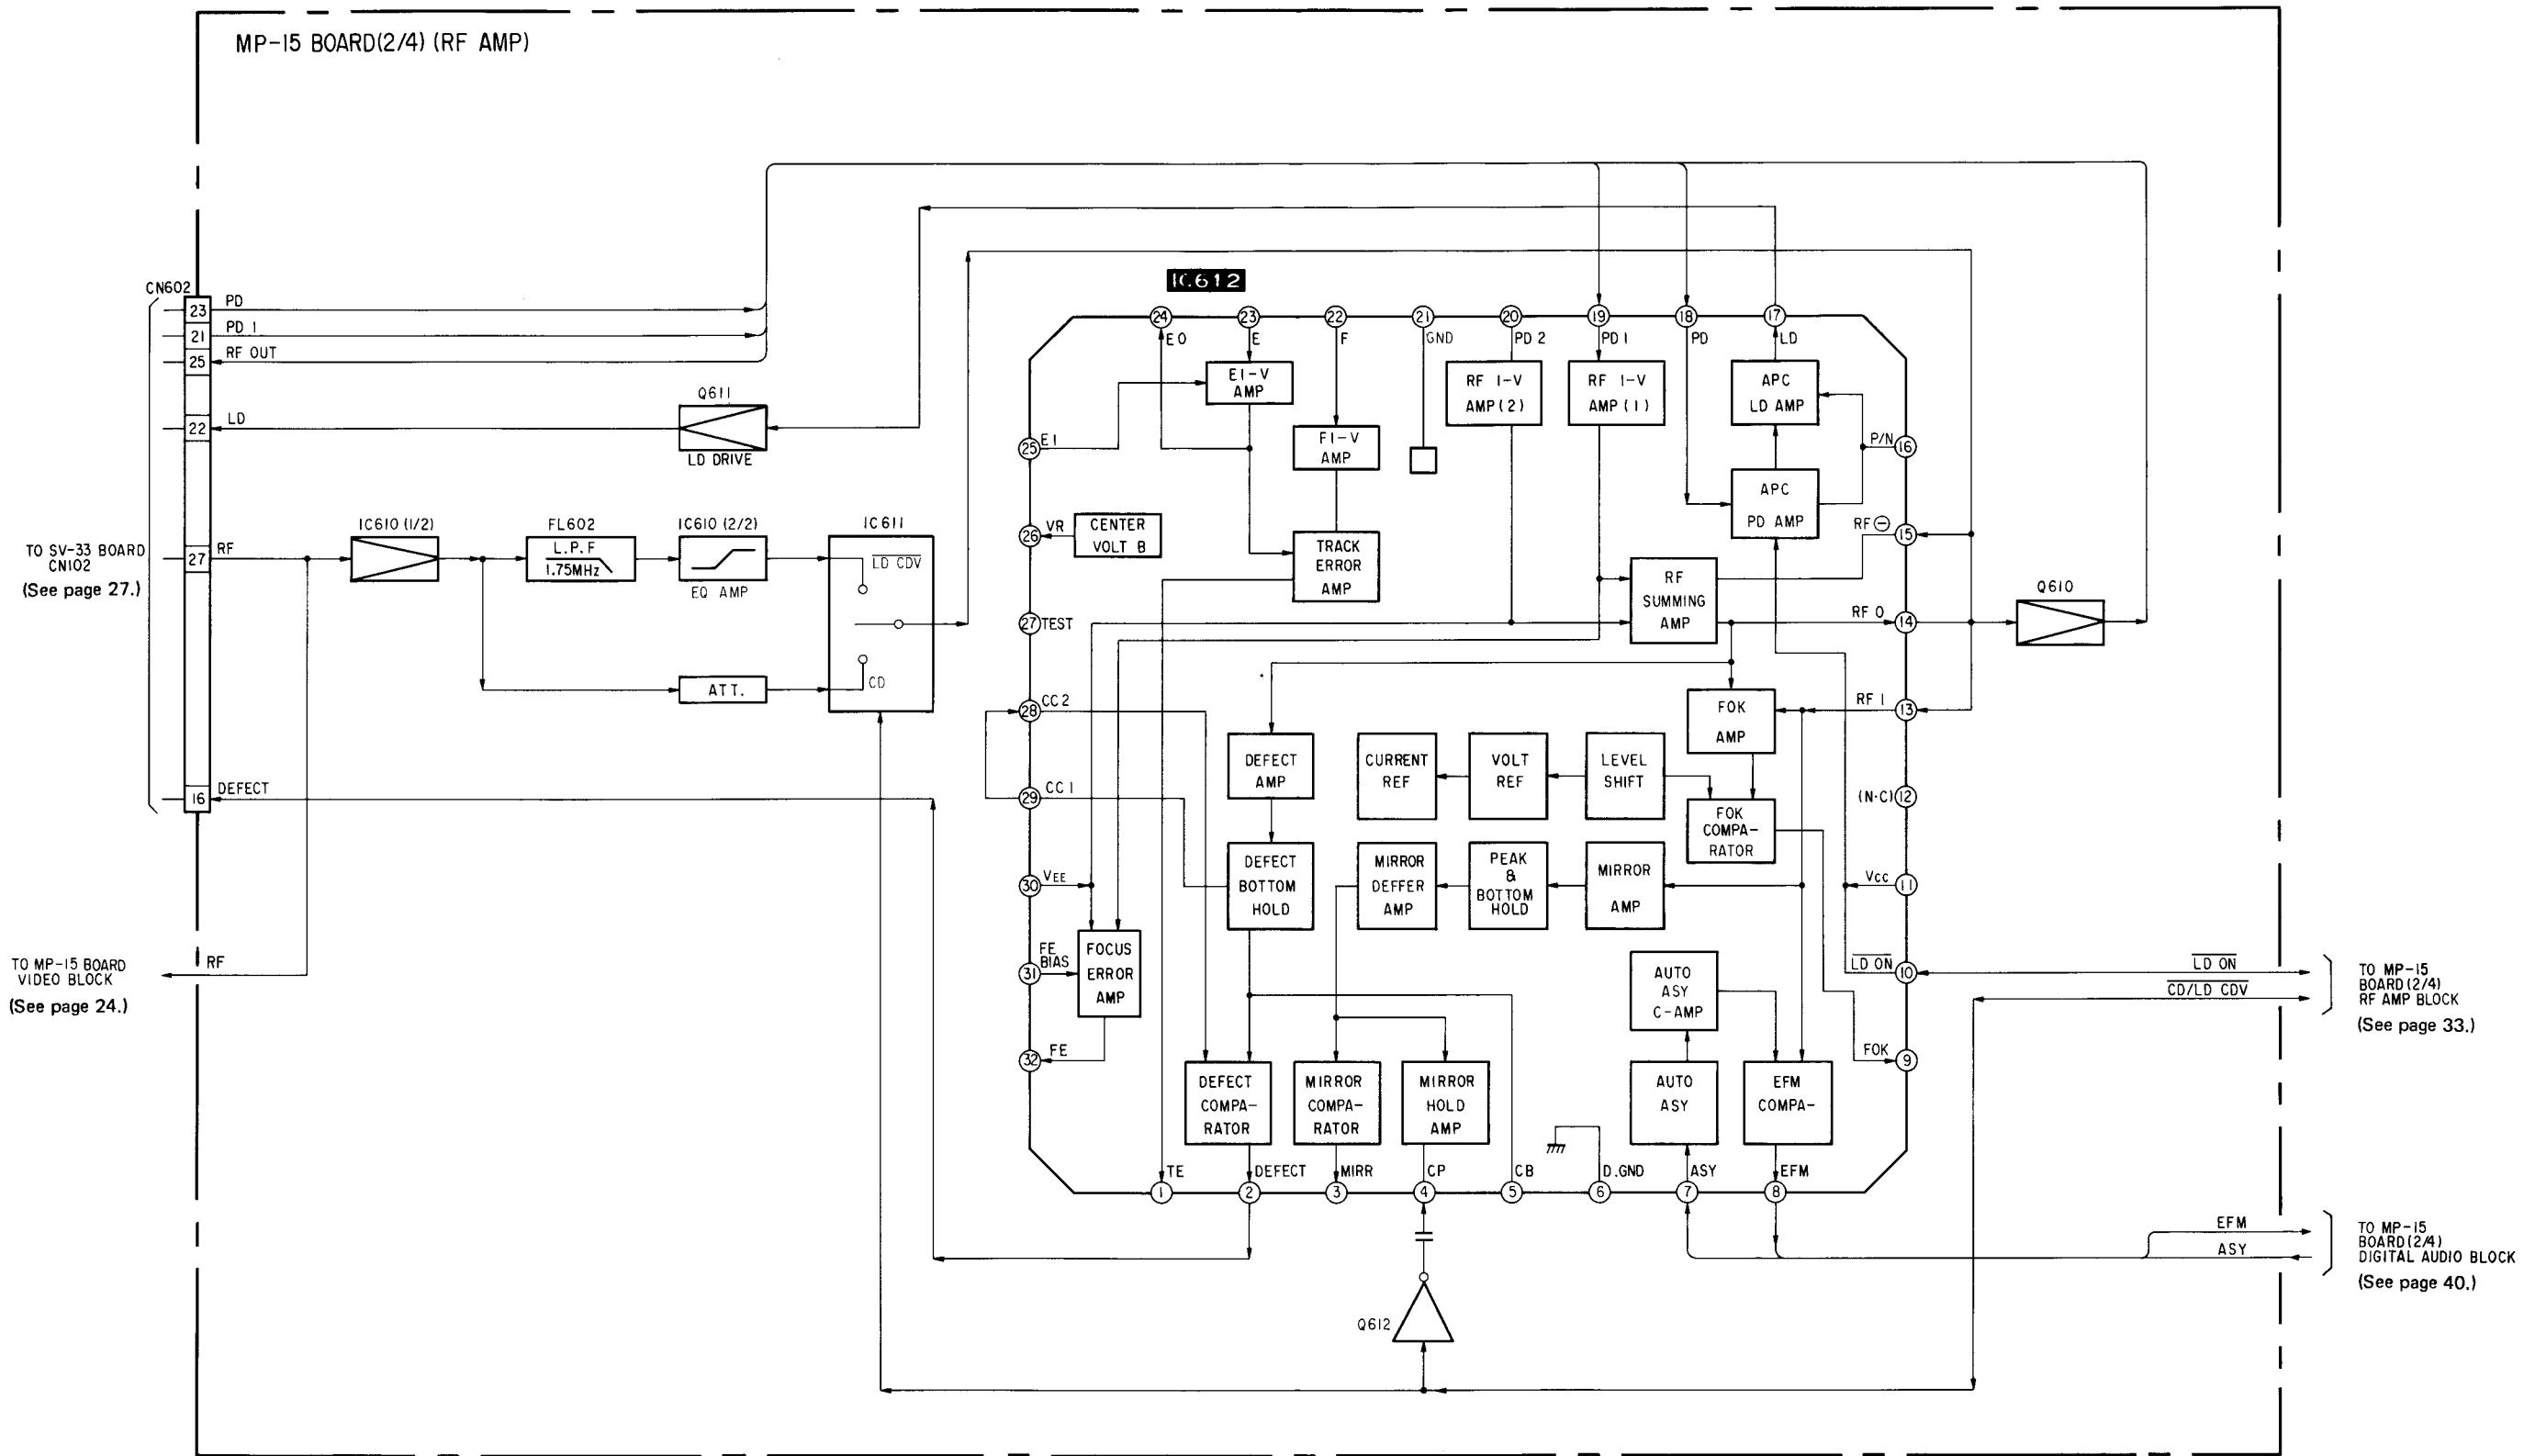 MP-15 BOARD(2/4) (RF AMP)
CN602
23
PD
21
PD 1
25
RF OUT
22
LD
Q611
LD DRIVE
TO SV-33 BOARD
CN102
(See page 27.)
27
RF
IC610 (1/2)
FL602
L.P.F
1.75MHz
IC610 (2/2)
EQ AMP
IC611
LD CDV
CD
ATT.
16
DEFECT
TO MP-15 BOARD
VIDEO BLOCK
(See page 24.)
RF
IC612
24
EO
23
E
22
F
21
GND
20
PD 2
19
PD 1
18
PD
17
LD
EI-V
AMP
FI-V
AMP
RF I-V
AMP(2)
RF I-V
AMP(1)
APC
LD AMP
APC
PD AMP
25
EI
26
VR
CENTER
VOLT B
27
TEST
28
CC2
29
CC1
30
VEE
31
FE
BIAS
32
FE
TRACK
ERROR
AMP
RF
SUMMING
AMP
P/N
16
RF⊖
15
RF O
14
Q610
RF I
13
(N·C)
12
Vcc
11
LD ON
10
FOK
9
FOK
AMP
DEFECT
AMP
CURRENT
REF
VOLT
REF
LEVEL
SHIFT
FOK
COMPA-
RATOR
DEFECT
BOTTOM
HOLD
MIRROR
DEFFER
AMP
PEAK
&
BOTTOM
HOLD
MIRROR
AMP
FOCUS
ERROR
AMP
AUTO
ASY
C-AMP
DEFECT
COMPA-
RATOR
MIRROR
COMPA-
RATOR
MIRROR
HOLD
AMP
AUTO
ASY
EFM
COMPA-
TE
1
DEFECT
2
MIRR
3
CP
4
CB
5
D.GND
6
ASY
7
EFM
8
Q612
LD ON
CD/LD CDV
TO MP-15
BOARD(2/4)
RF AMP BLOCK
(See page 33.)
EFM
ASY
TO MP-15
BOARD(2/4)
DIGITAL AUDIO BLOCK
(See page 40.)